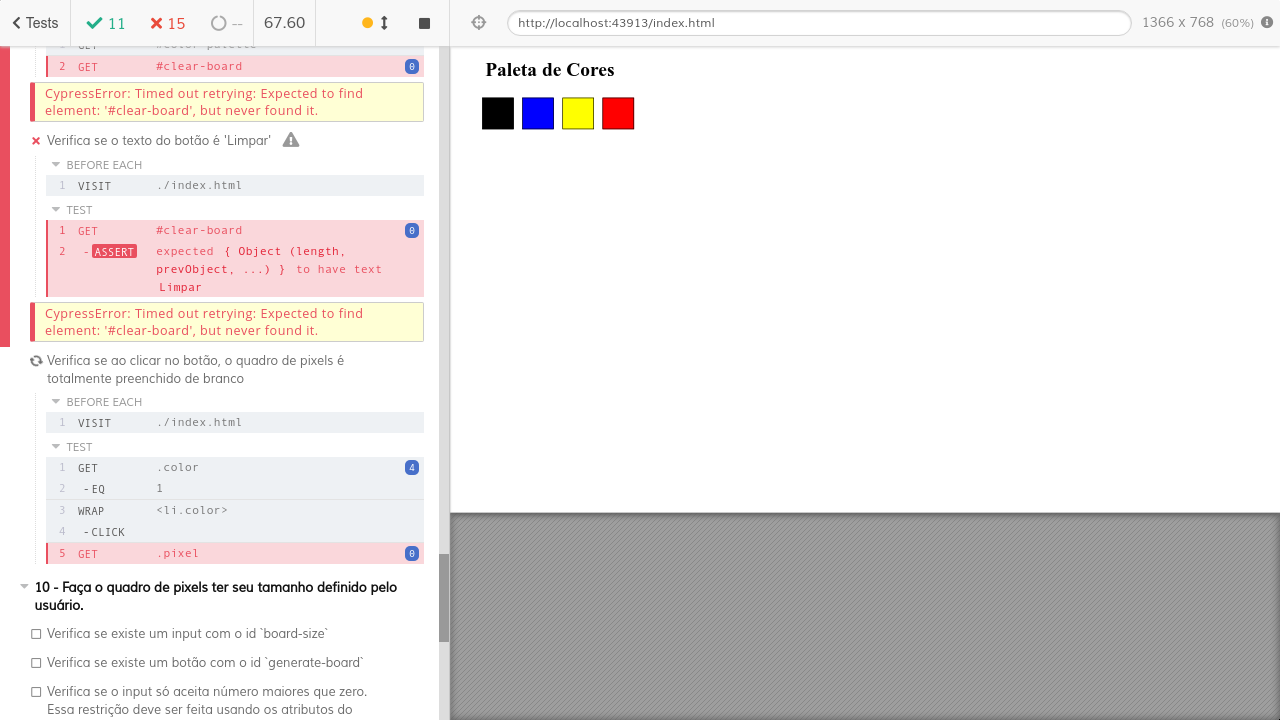 Tests 11 15 -- 67.60 http://localhost:43913/index.html 1366 x 768 (60%)
2 GET #clear-board 0
CypressError: Timed out retrying: Expected to find
element: '#clear-board', but never found it.
Verifica se o texto do botão é 'Limpar'
BEFORE EACH
1 VISIT ./index.html
TEST
1 GET #clear-board 0
2 -ASSERT expected { Object (length,
prevObject, ...) } to have text
Limpar
CypressError: Timed out retrying: Expected to find
element: '#clear-board', but never found it.
Verifica se ao clicar no botão, o quadro de pixels é
totalmente preenchido de branco
BEFORE EACH
1 VISIT ./index.html
TEST
1 GET .color 4
2 -EQ 1
3 WRAP <li.color>
4 -CLICK
5 GET .pixel 0
10 - Faça o quadro de pixels ter seu tamanho definido pelo
usuário.
Verifica se existe um input com o id `board-size`
Verifica se existe um botão com o id `generate-board`
Verifica se o input só aceita número maiores que zero.
Essa restrição deve ser feita usando os atributos do
Paleta de Cores